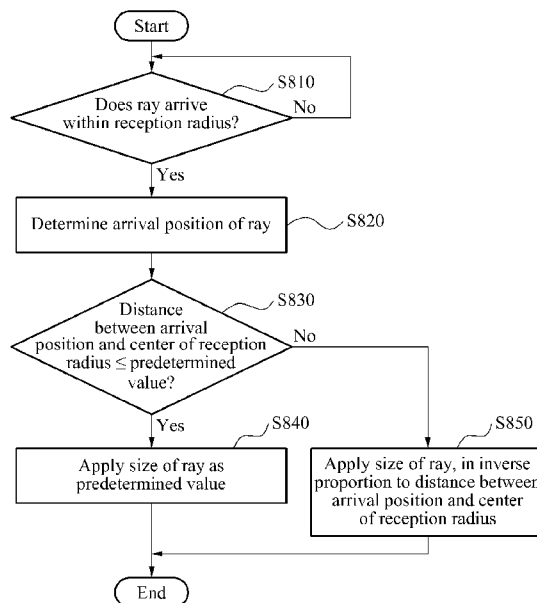 Start
S810
Does ray arrive
within reception radius?
No
Yes
Determine arrival position of ray
S820
S830
Distance
between arrival
position and center of reception
radius ≤ predetermined
value?
No
Yes
S840
Apply size of ray as
predetermined value
S850
Apply size of ray, in inverse
proportion to distance between
arrival position and center
of reception radius
End